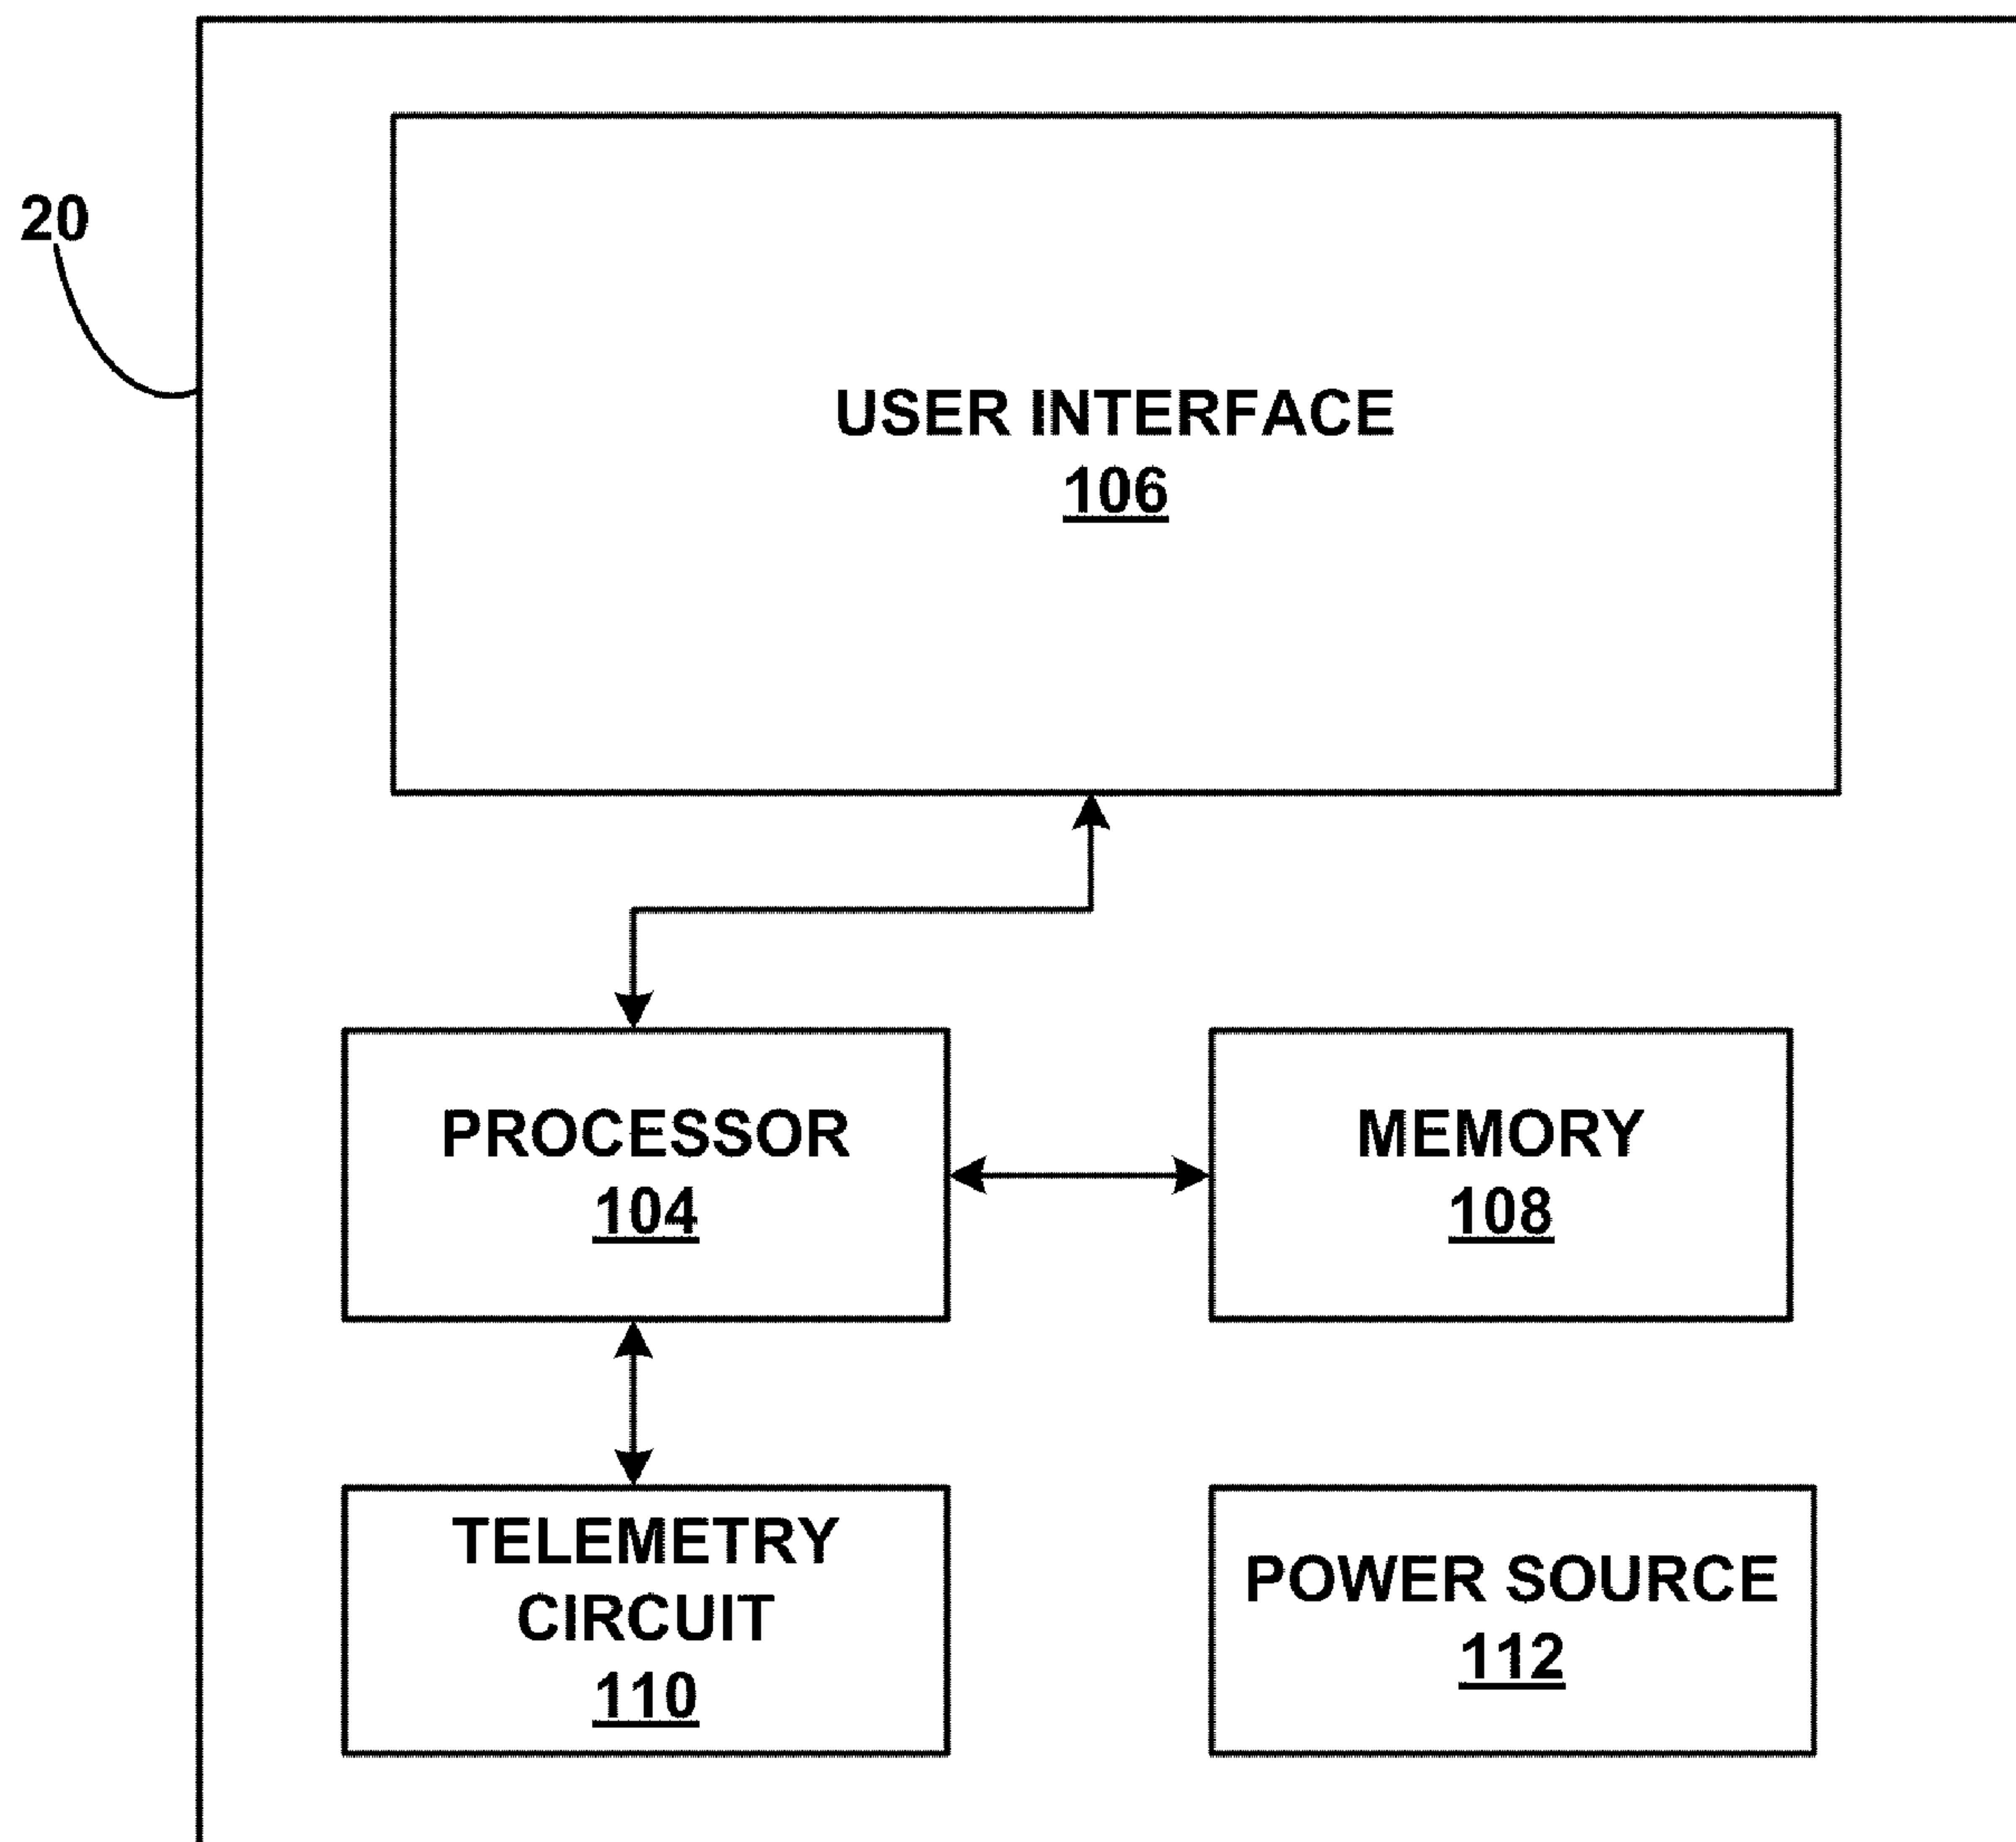 20
USER INTERFACE
106
PROCESSOR
104
MEMORY
108
TELEMETRY
CIRCUIT
110
POWER SOURCE
112